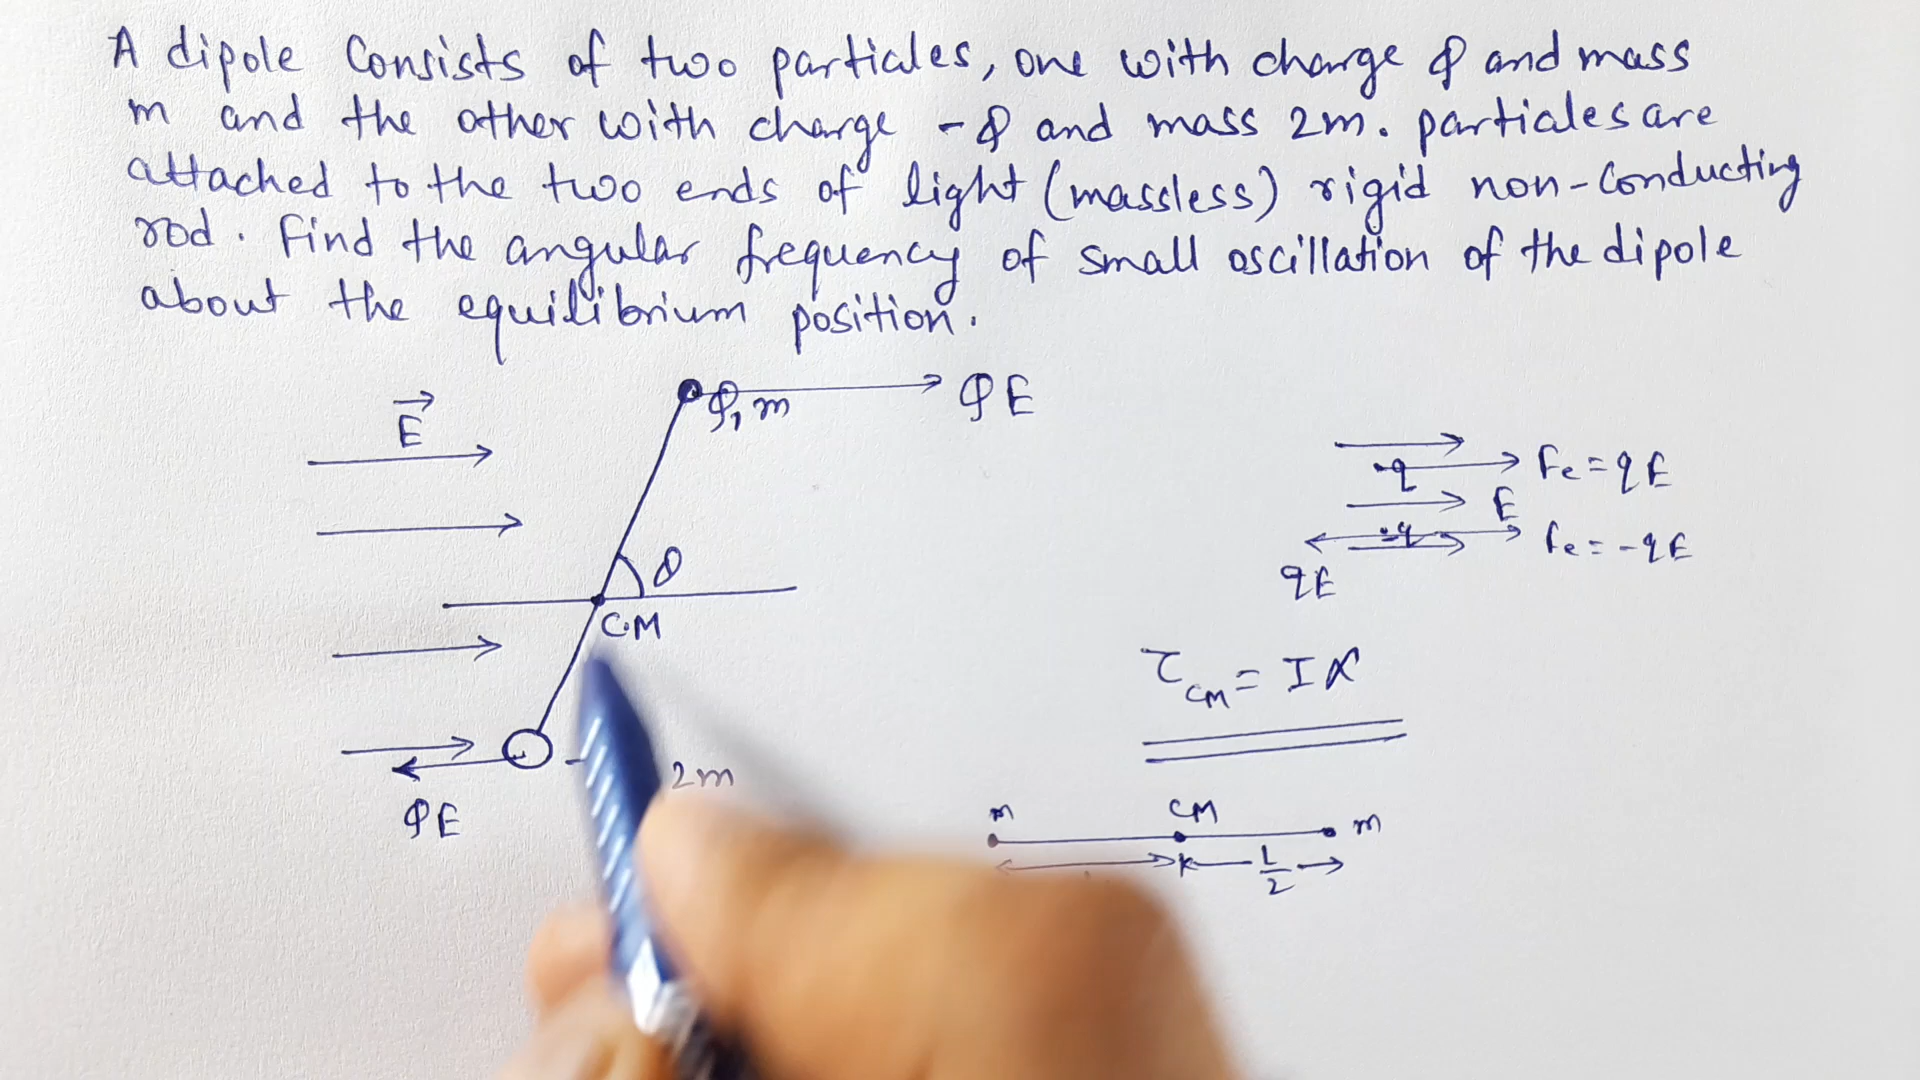 A dipole Consists of two particles, one with charge Q and mass
m and the other with charge -Q and mass 2m. particles are
attached to the two ends of light (massless) rigid non-Conducting
rod. Find the angular frequency of small oscillation of the dipole
about the equilibrium position.
E
Q, m
QE
θ
C.M
2m
QE
q
Fe = qE
E
-q
fe = -qE
qE
τCM = Iα
m CM m
L/2